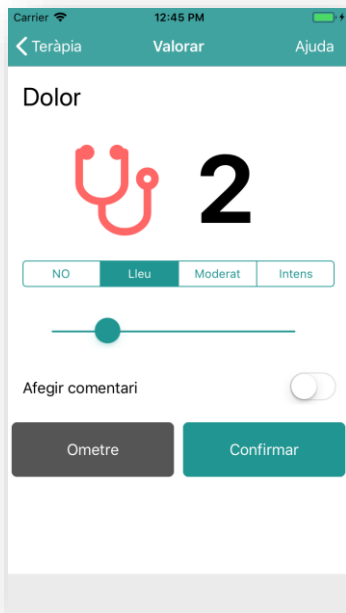 Carrier 12:45 PM
Teràpia Valorar Ajuda
Dolor
2
NO Lleu Moderat Intens
Afegir comentari
Ometre Confirmar